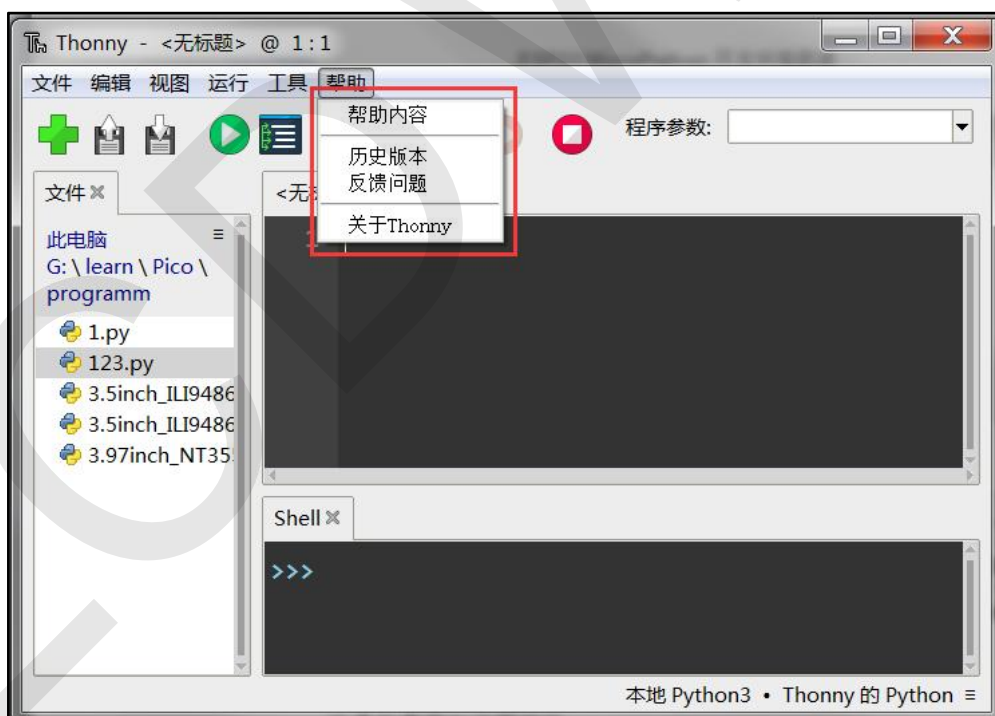 Thonny - <无标题> @ 1:1
文件 编辑 视图 运行 工具 帮助
帮助内容
历史版本
反馈问题
关于Thonny
程序参数:
文件
<无标
1
此电脑
G: \ learn \ Pico \
programm
1.py
123.py
3.5inch_ILI9486
3.5inch_ILI9486
3.97inch_NT35
Shell
>>>
本地 Python3 • Thonny 的 Python ≡